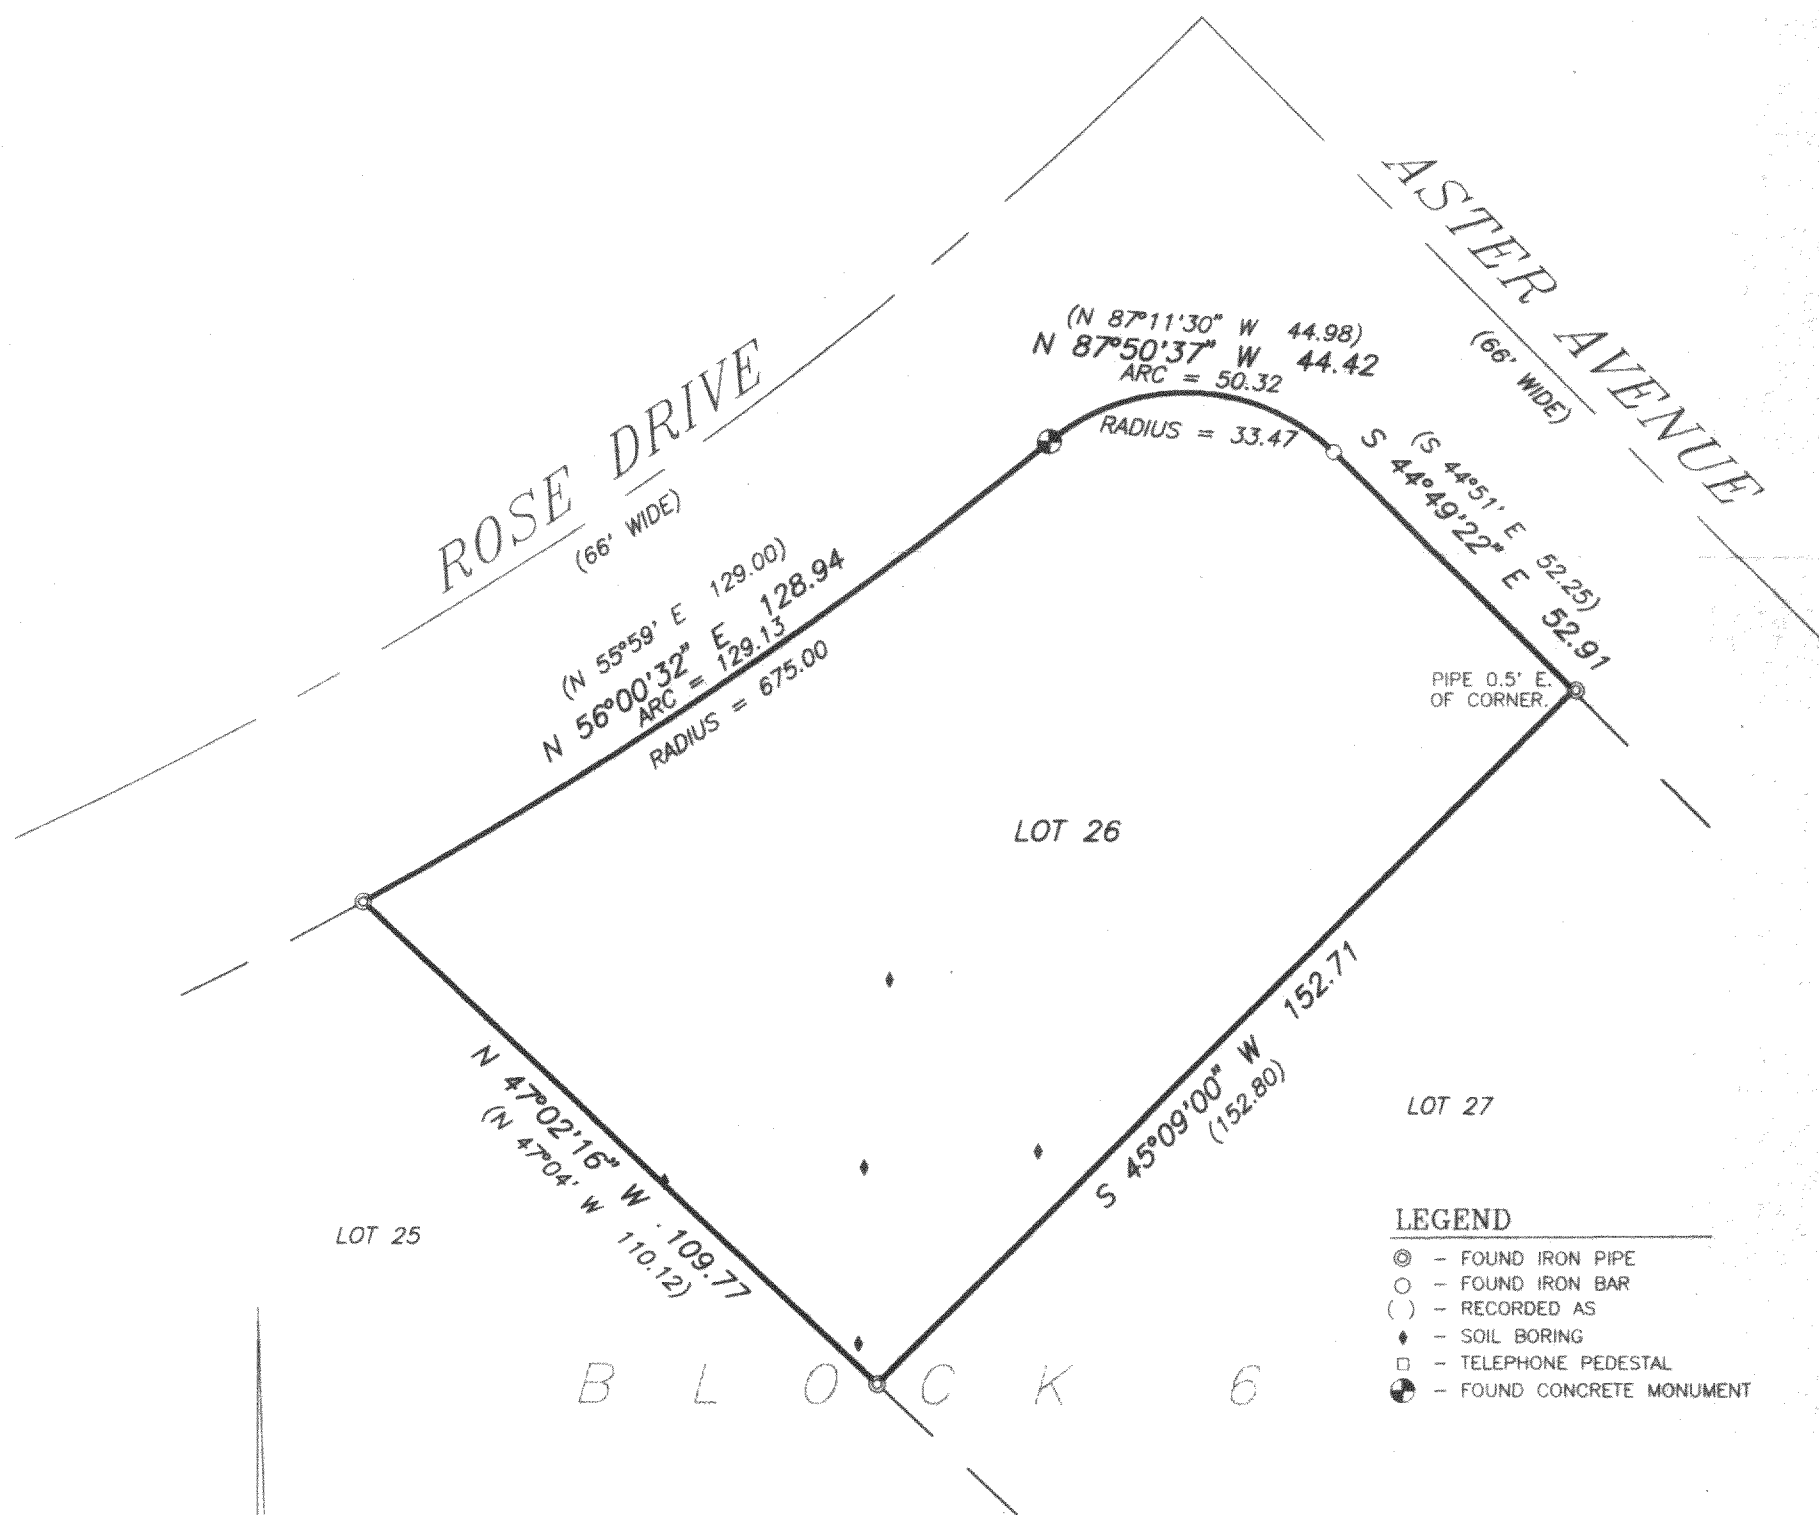 ASTER AVENUE
(66' WIDE)
ROSE DRIVE
(66' WIDE)
(N 87°11'30" W 44.98)
N 87°50'37" W 44.42
ARC = 50.32
RADIUS = 33.47
(S 44°51' E 52.25)
S 44°49'22" E 52.91
(N 55°59' E 129.00)
N 56°00'32" E 128.94
ARC = 129.13
RADIUS = 675.00
PIPE 0.5' E.
OF CORNER.
LOT 26
N 47°02'16" W 109.77
(N 47°04' W 110.12)
S 45°09'00" W 152.71
(152.80)
LOT 27
LOT 25
BLOCK 6
LEGEND
– FOUND IRON PIPE
– FOUND IRON BAR
( ) – RECORDED AS
– SOIL BORING
– TELEPHONE PEDESTAL
– FOUND CONCRETE MONUMENT